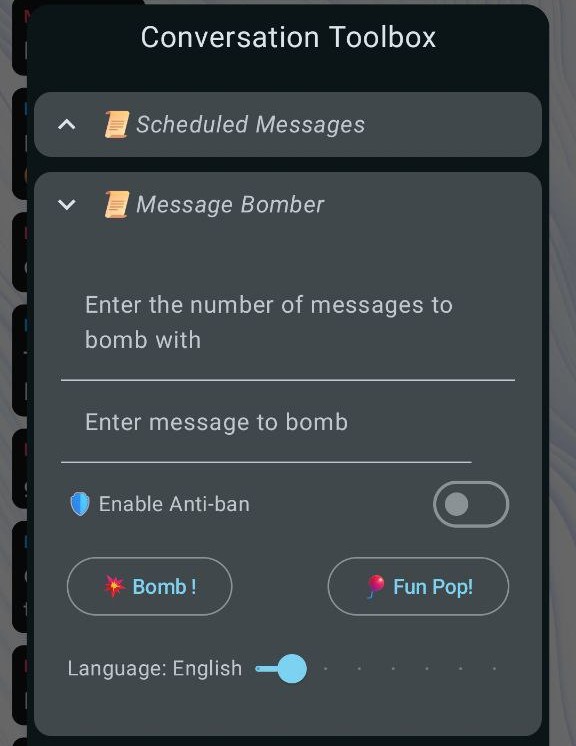 Conversation Toolbox
Scheduled Messages
Message Bomber
Enter the number of messages to
bomb with
Enter message to bomb
Enable Anti-ban
Bomb !
Fun Pop!
Language: English